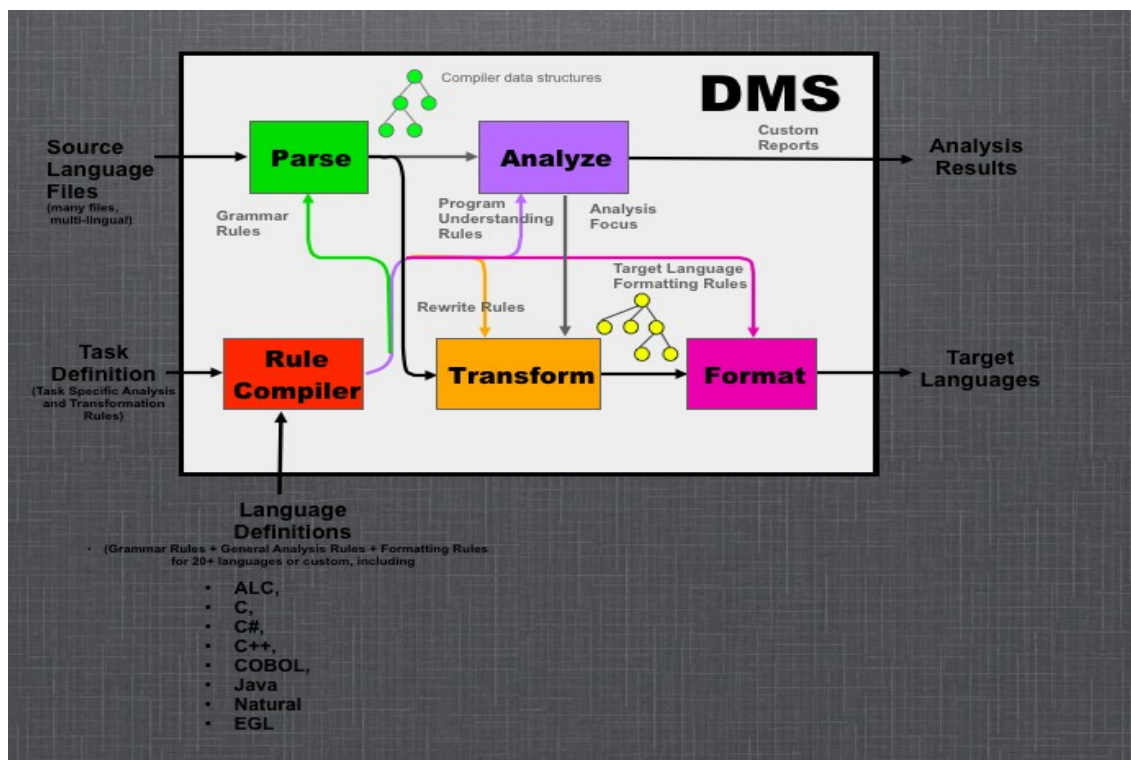 Compiler data structures
DMS
Source
Language
Files
(many files,
multi-lingual)
Parse
Analyze
Custom
Reports
Analysis
Results
Grammar
Rules
Program
Understanding
Rules
Analysis
Focus
Target Language
Formatting Rules
Rewrite Rules
Task
Definition
(Task Specific Analysis
and Transformation
Rules)
Rule
Compiler
Transform
Format
Target
Languages
Language
Definitions
• (Grammar Rules + General Analysis Rules + Formatting Rules
for 20+ languages or custom, including
• ALC,
• C,
• C#,
• C++,
• COBOL,
• Java
• Natural
• EGL